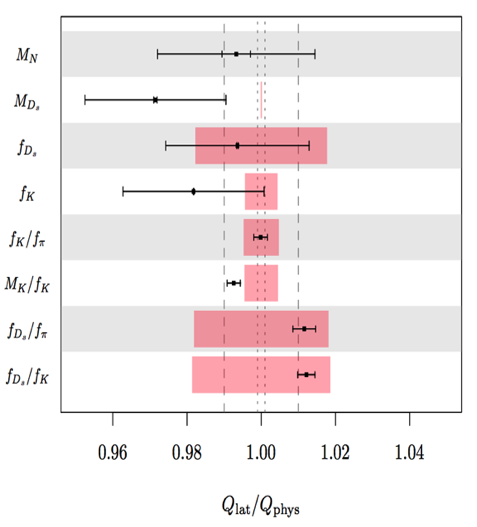 M_N
M_{D_s}
f_{D_s}
f_K
f_K/f_π
M_K/f_K
f_{D_s}/f_π
f_{D_s}/f_K
0.96 0.98 1.00 1.02 1.04
Q_lat/Q_phys